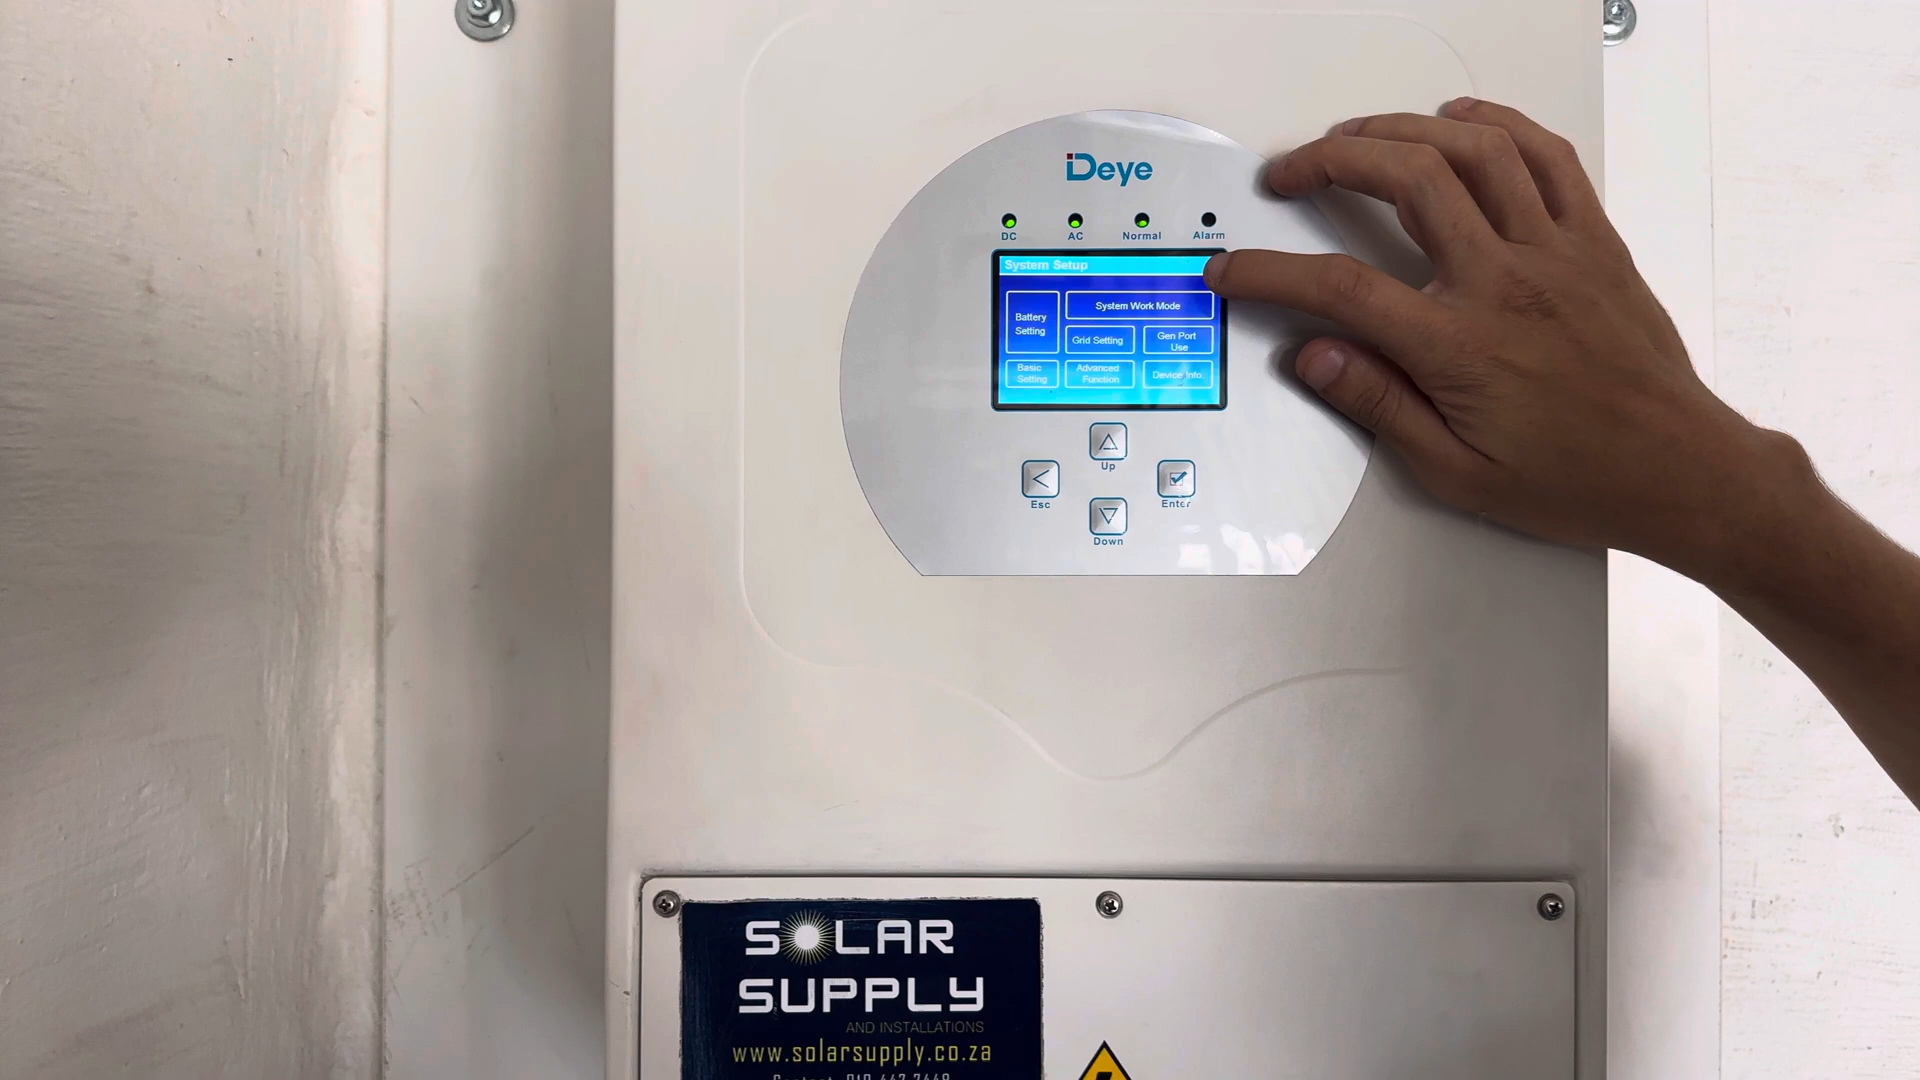 Deye
DC AC Normal Alarm
System Setup
Battery
Setting
System Work Mode
Grid Setting
Gen Port
Use
Basic
Setting
Advanced
Function
Device Info.
Up
Esc
Enter
Down
SOLAR
SUPPLY
AND INSTALLATIONS
www.solarsupply.co.za